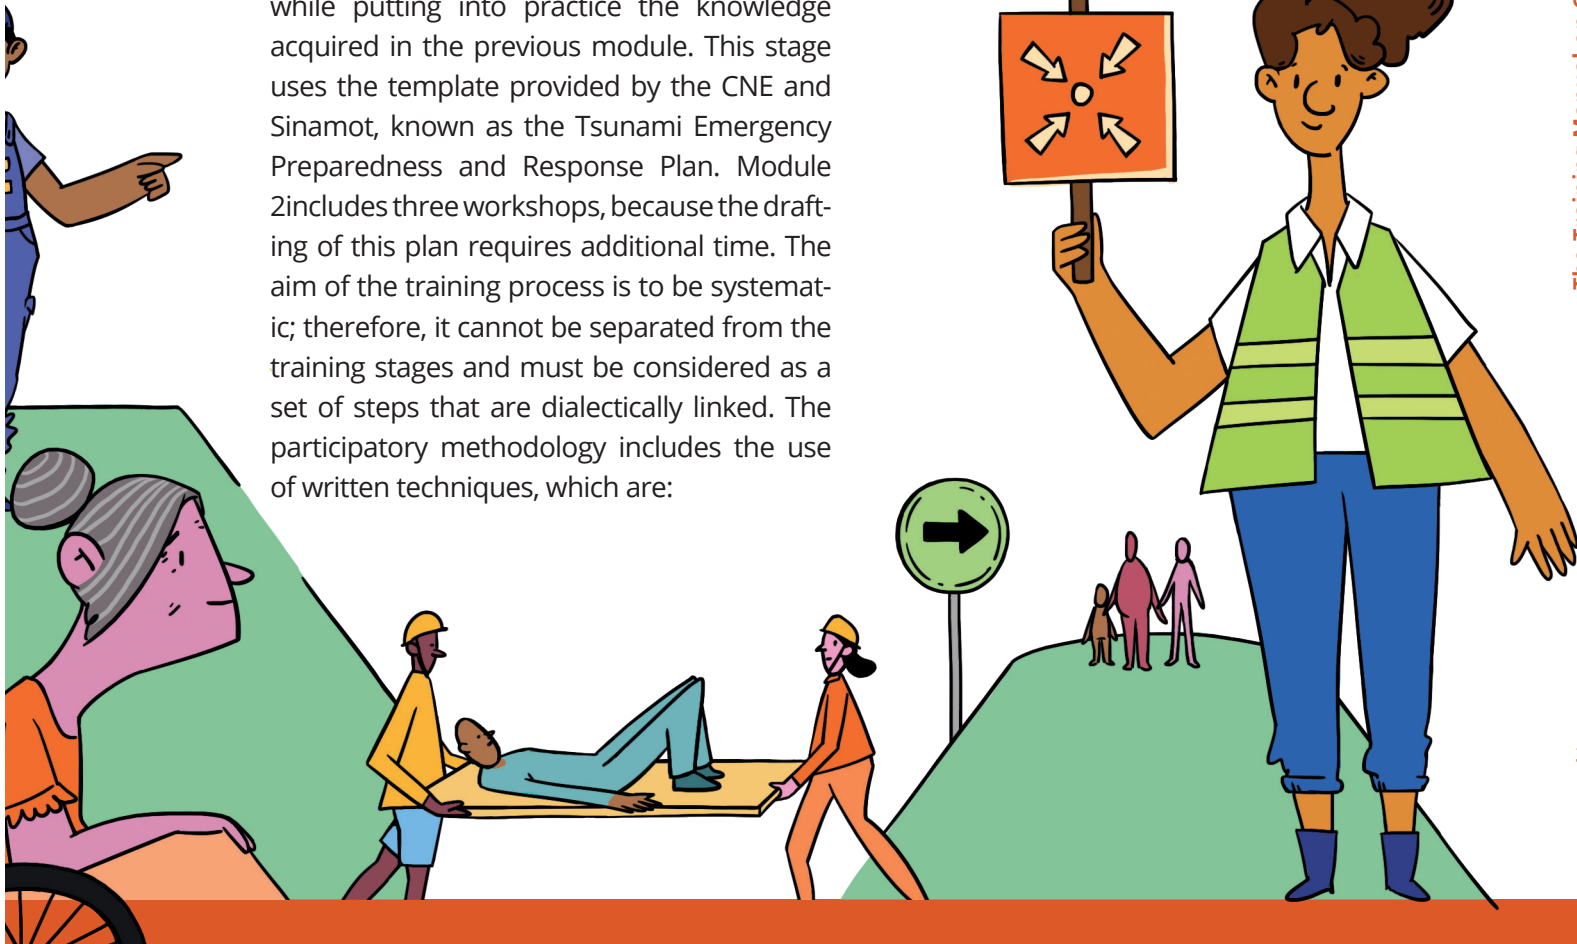 while putting into practice the knowledge
acquired in the previous module. This stage
uses the template provided by the CNE and
Sinamot, known as the Tsunami Emergency
Preparedness and Response Plan. Module
2includes three workshops, because the draft-
ing of this plan requires additional time. The
aim of the training process is to be systemat-
ic; therefore, it cannot be separated from the
training stages and must be considered as a
set of steps that are dialectically linked. The
participatory methodology includes the use
of written techniques, which are: